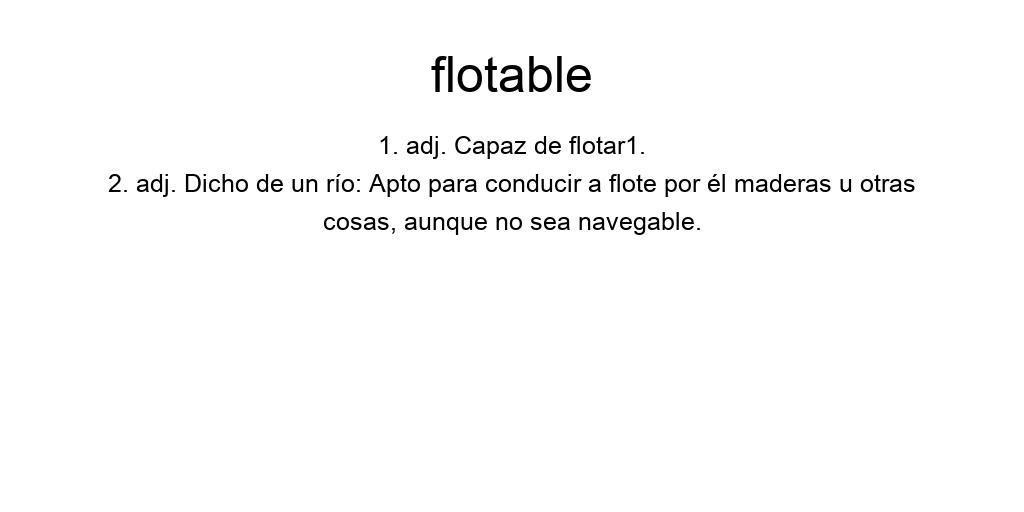 flotable
1. adj. Capaz de flotar1.
2. adj. Dicho de un río: Apto para conducir a flote por él maderas u otras
cosas, aunque no sea navegable.